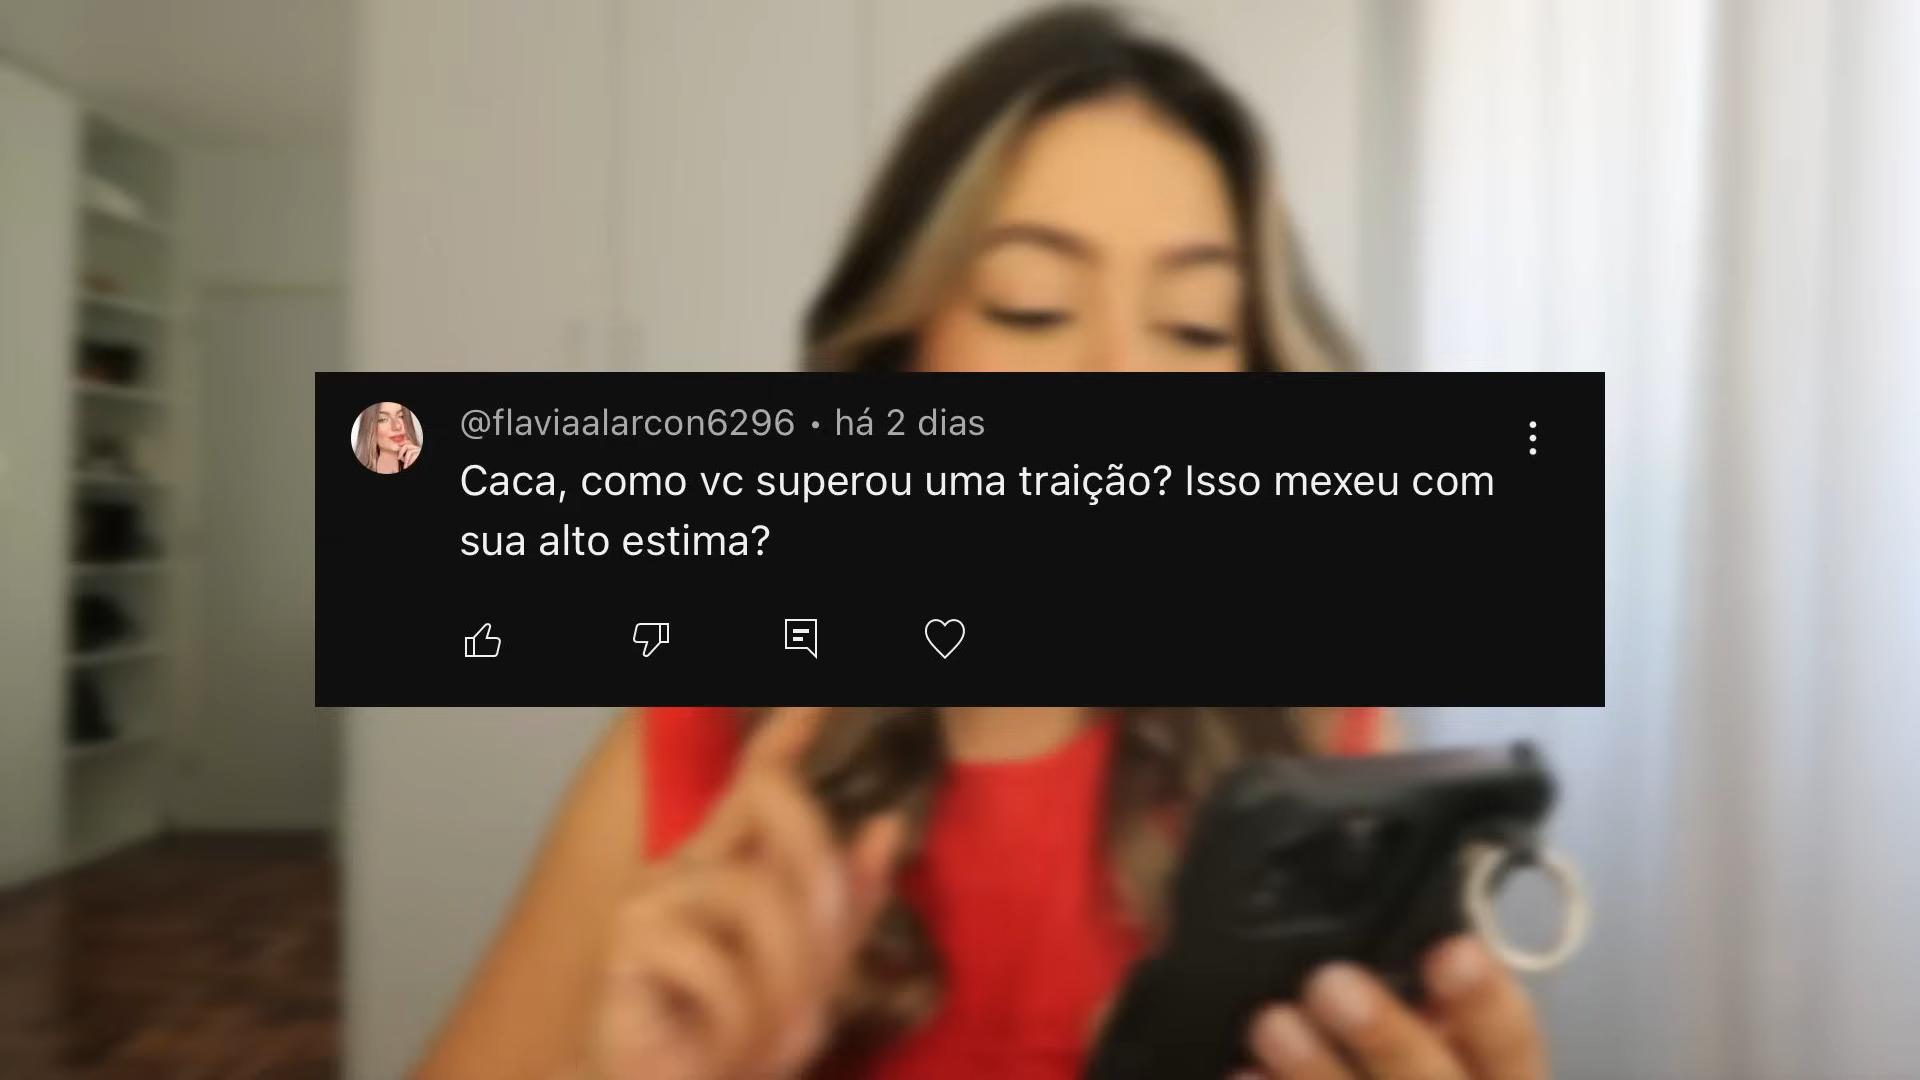 @flaviaalarcon6296 • há 2 dias
Caca, como vc superou uma traição? Isso mexeu com
sua alto estima?